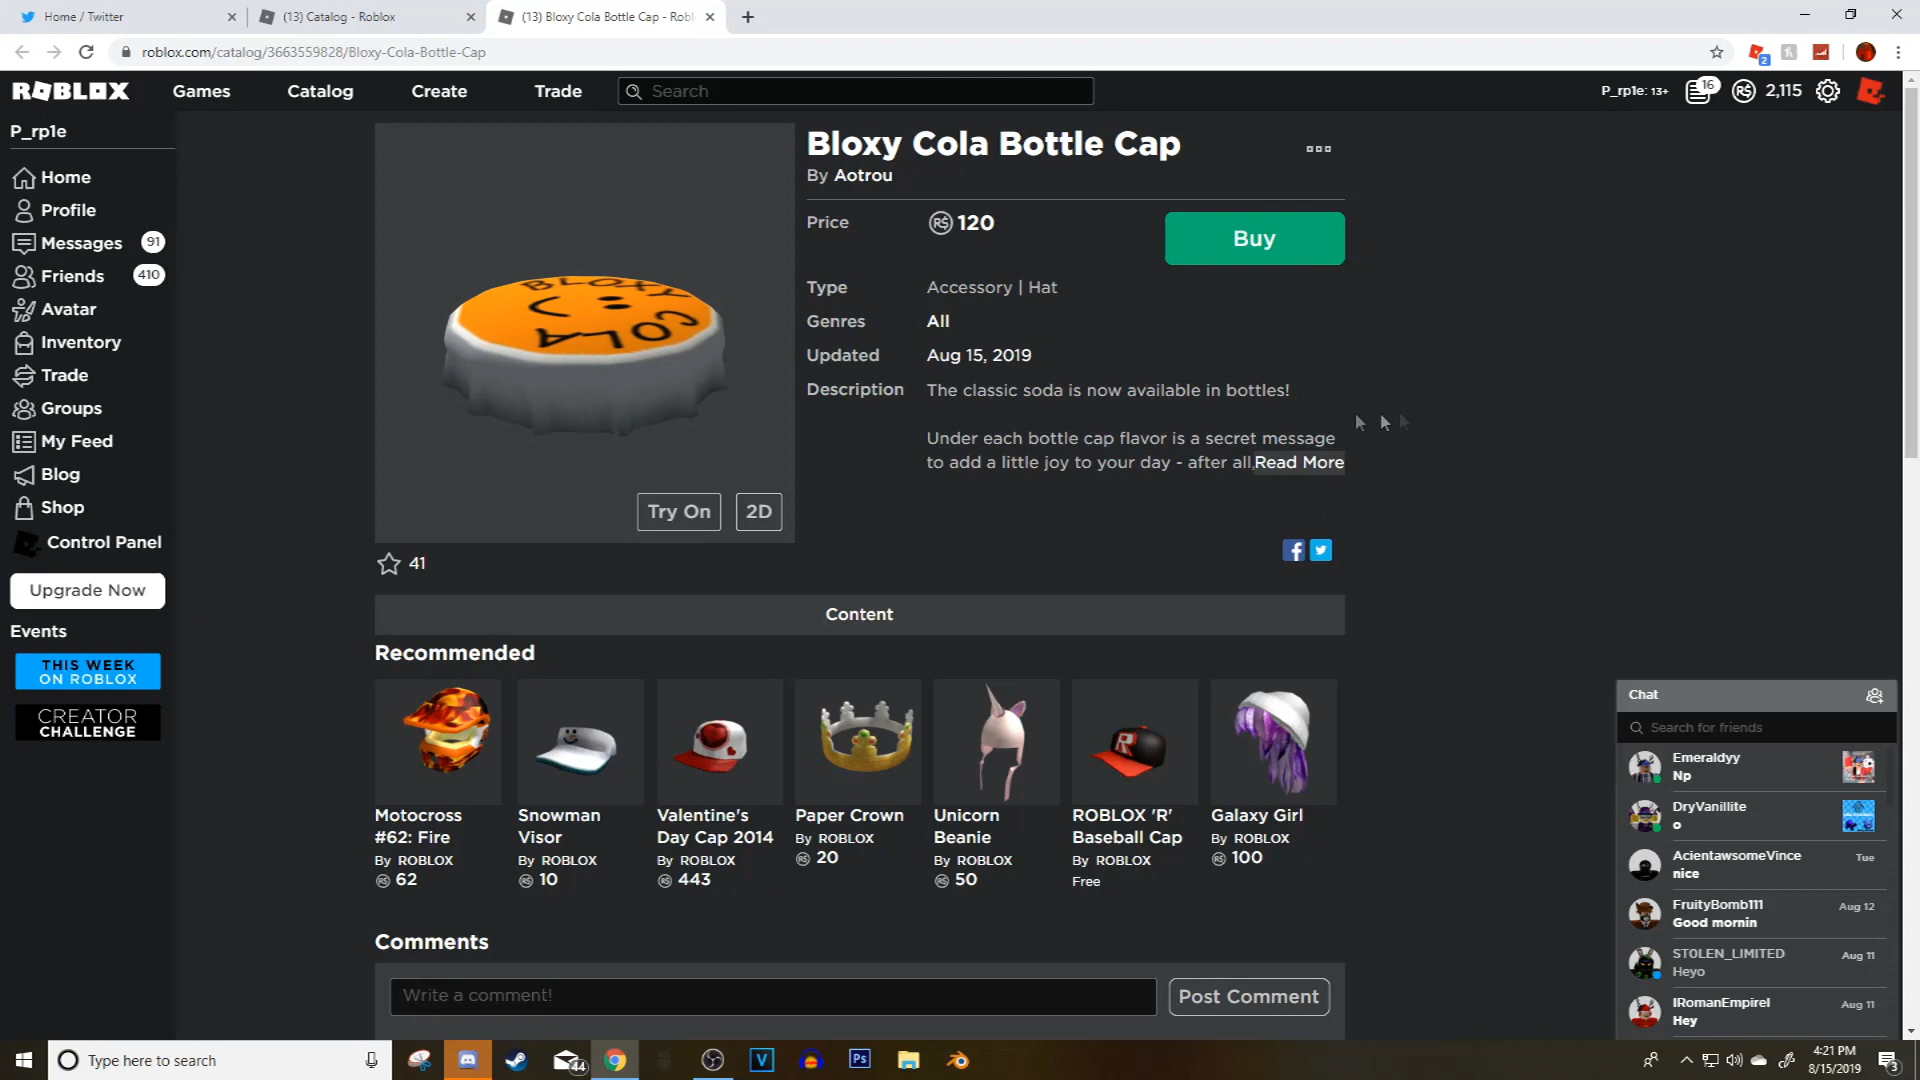 Home / Twitter
(13) Catalog - Roblox
(13) Bloxy Cola Bottle Cap - Robl
roblox.com/catalog/3663559828/Bloxy-Cola-Bottle-Cap
2
ROBLOX
Games
Catalog
Create
Trade
Search
P_rp1e: 13+
16
R$ 2,115
P_rp1e
Home
Profile
Messages 91
Friends 410
Avatar
Inventory
Trade
Groups
My Feed
Blog
Shop
Control Panel
Upgrade Now
Events
THIS WEEK
ON ROBLOX
CREATOR
CHALLENGE
BLOXY
COLA
Try On
2D
41
Bloxy Cola Bottle Cap
By Aotrou
Price R$ 120
Buy
Type Accessory | Hat
Genres All
Updated Aug 15, 2019
Description The classic soda is now available in bottles!
Under each bottle cap flavor is a secret message
to add a little joy to your day - after all, Read More
Content
Recommended
Motocross
#62: Fire
By ROBLOX
R$ 62
Snowman
Visor
By ROBLOX
R$ 10
Valentine's
Day Cap 2014
By ROBLOX
R$ 443
Paper Crown
By ROBLOX
R$ 20
Unicorn
Beanie
By ROBLOX
R$ 50
R
ROBLOX 'R'
Baseball Cap
By ROBLOX
Free
Galaxy Girl
By ROBLOX
R$ 100
Comments
Write a comment!
Post Comment
Chat
Search for friends
Emeraldyy
Np
DryVanillite
o
AcientawsomeVince Tue
nice
FruityBomb111 Aug 12
Good mornin
STOLEN_LIMITED Aug 11
Heyo
IRomanEmpireI Aug 11
Hey
Type here to search
44
V
Ps
4:21 PM
8/15/2019
3